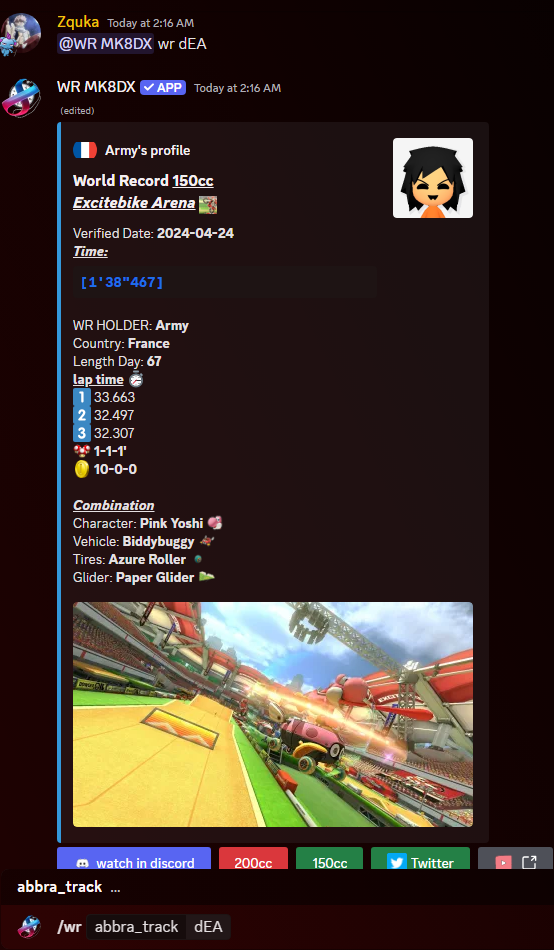 Zquka Today at 2:16 AM
@WR MK8DX wr dEA
WR MK8DX APP Today at 2:16 AM
(edited)
Army's profile
World Record 150cc
Excitebike Arena
Verified Date: 2024-04-24
Time:
[1'38"467]
WR HOLDER: Army
Country: France
Length Day: 67
lap time
1 33.663
2 32.497
3 32.307
1-1-1'
10-0-0
Combination
Character: Pink Yoshi
Vehicle: Biddybuggy
Tires: Azure Roller
Glider: Paper Glider
watch in discord 200cc 150cc Twitter
abbra_track ...
/wr abbra_track dEA